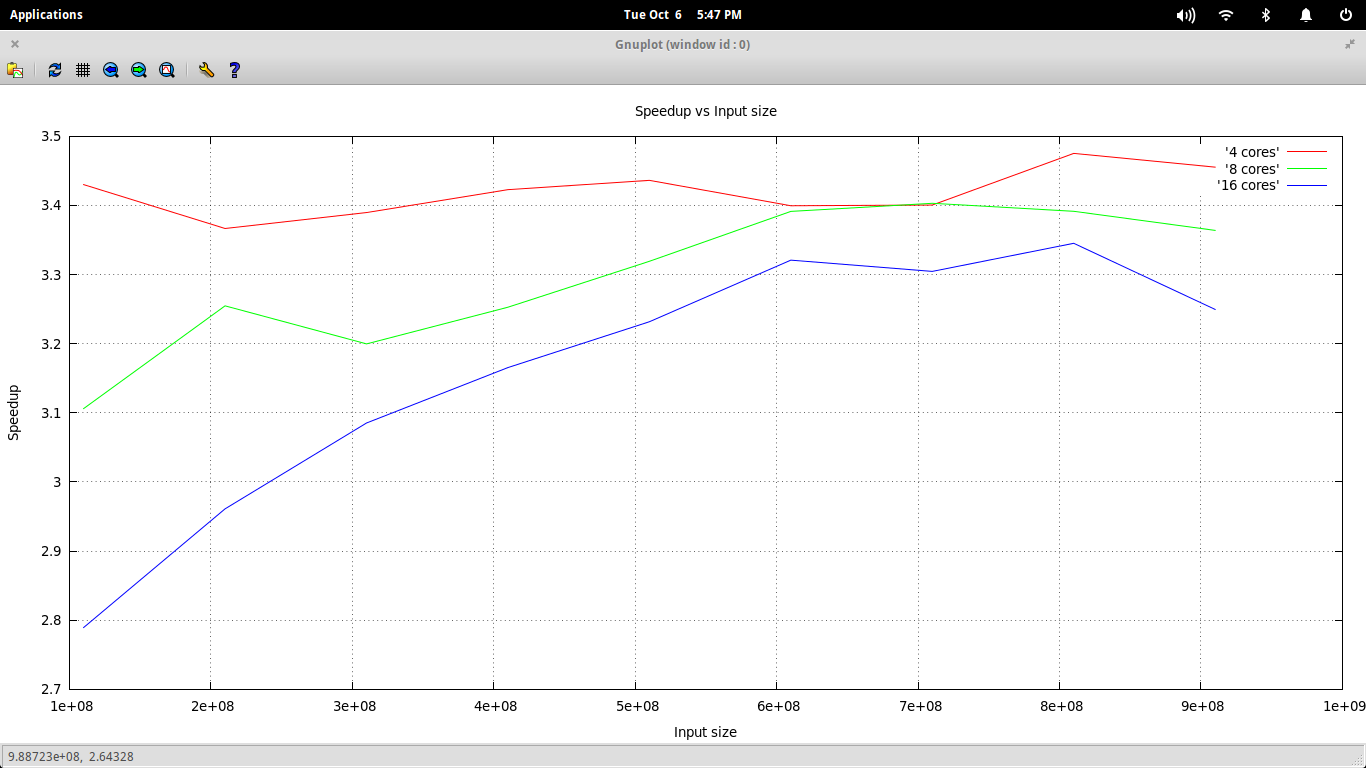 Applications Tue Oct 6 5:47 PM
Gnuplot (window id : 0)
Speedup vs Input size
'4 cores'
'8 cores'
'16 cores'
3.5
3.4
3.3
3.2
3.1
3
2.9
2.8
2.7
Speedup
1e+08 2e+08 3e+08 4e+08 5e+08 6e+08 7e+08 8e+08 9e+08 1e+09
Input size
9.88723e+08, 2.64328